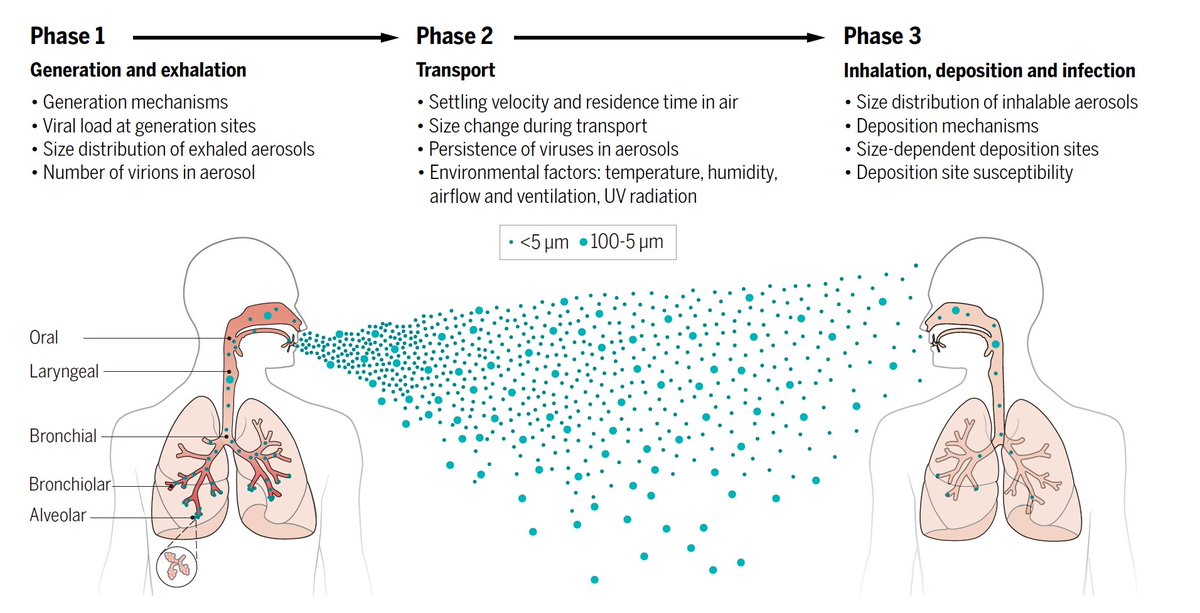 Phase 1
Generation and exhalation
• Generation mechanisms
• Viral load at generation sites
• Size distribution of exhaled aerosols
• Number of virions in aerosol
Phase 2
Transport
• Settling velocity and residence time in air
• Size change during transport
• Persistence of viruses in aerosols
• Environmental factors: temperature, humidity,
airflow and ventilation, UV radiation
Phase 3
Inhalation, deposition and infection
• Size distribution of inhalable aerosols
• Deposition mechanisms
• Size-dependent deposition sites
• Deposition site susceptibility
<5 µm 100-5 µm
Oral
Laryngeal
Bronchial
Bronchiolar
Alveolar